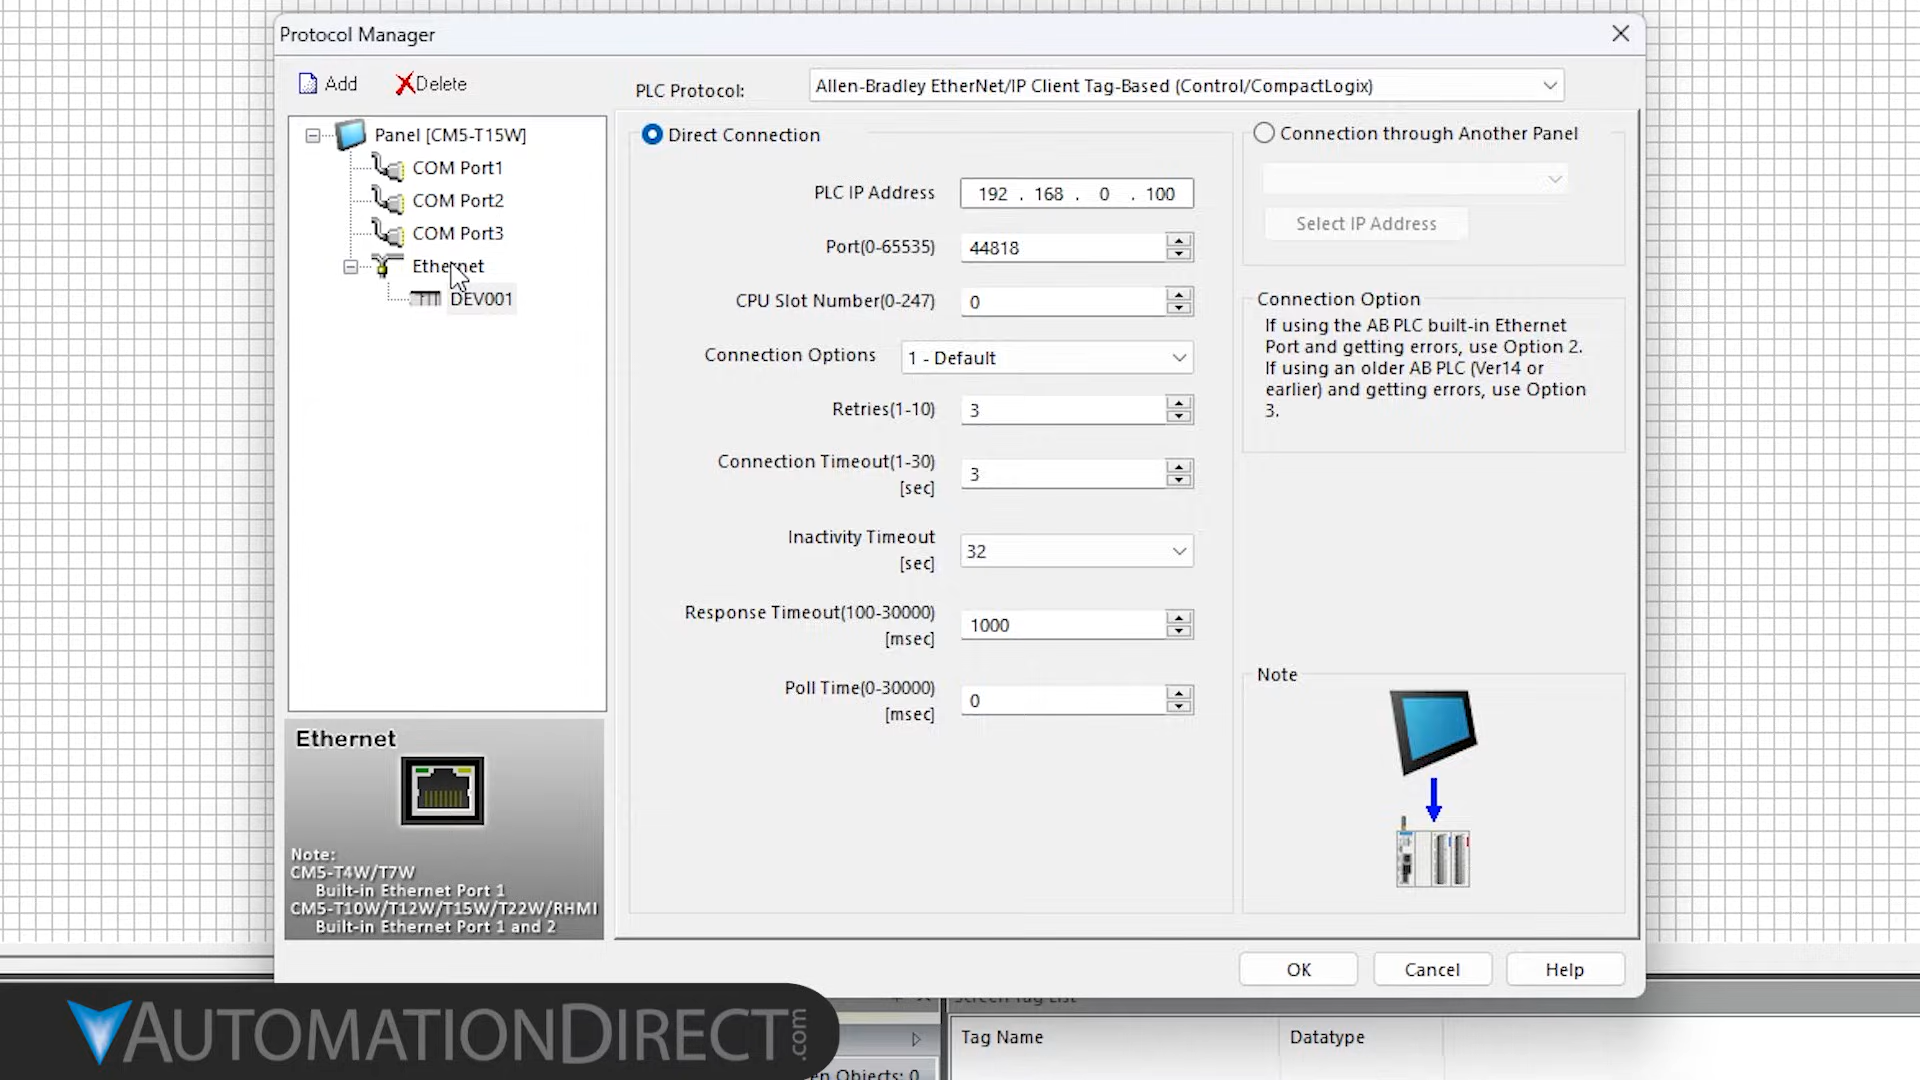 Protocol Manager
Add
Delete
PLC Protocol:
Allen-Bradley EtherNet/IP Client Tag-Based (Control/CompactLogix)
Panel [CM5-T15W]
COM Port1
COM Port2
COM Port3
Ethernet
DEV001
Direct Connection
PLC IP Address
192 . 168 . 0 . 100
Port(0-65535)
44818
CPU Slot Number(0-247)
0
Connection Options
1 - Default
Retries(1-10)
3
Connection Timeout(1-30)
[sec]
3
Inactivity Timeout
[sec]
32
Response Timeout(100-30000)
[msec]
1000
Poll Time(0-30000)
[msec]
0
Connection through Another Panel
Select IP Address
Connection Option
If using the AB PLC built-in Ethernet
Port and getting errors, use Option 2.
If using an older AB PLC (Ver14 or
earlier) and getting errors, use Option
3.
Note
Ethernet
Note:
CM5-T4W/T7W
Built-in Ethernet Port 1
CM5-T10W/T12W/T15W/T22W/RHMI
Built-in Ethernet Port 1 and 2
OK
Cancel
Help
AUTOMATIONDIRECT.com
Screen Tag List
Tag Name
Datatype
Objects: 0